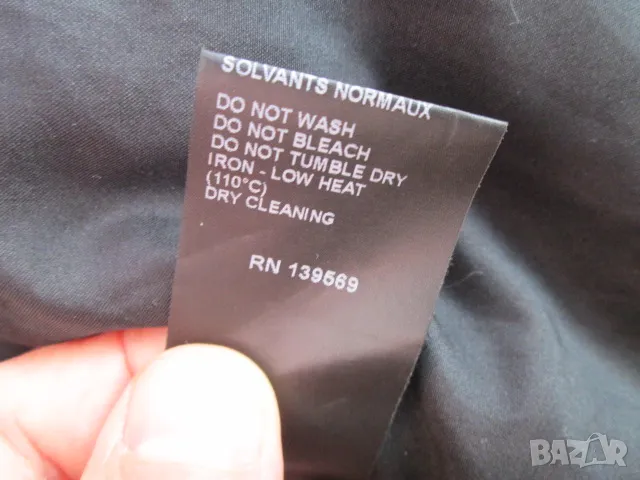 SOLVANTS NORMAUX
DO NOT WASH
DO NOT BLEACH
DO NOT TUMBLE DRY
IRON - LOW HEAT
(110°C)
DRY CLEANING
RN 139569
BAZAR